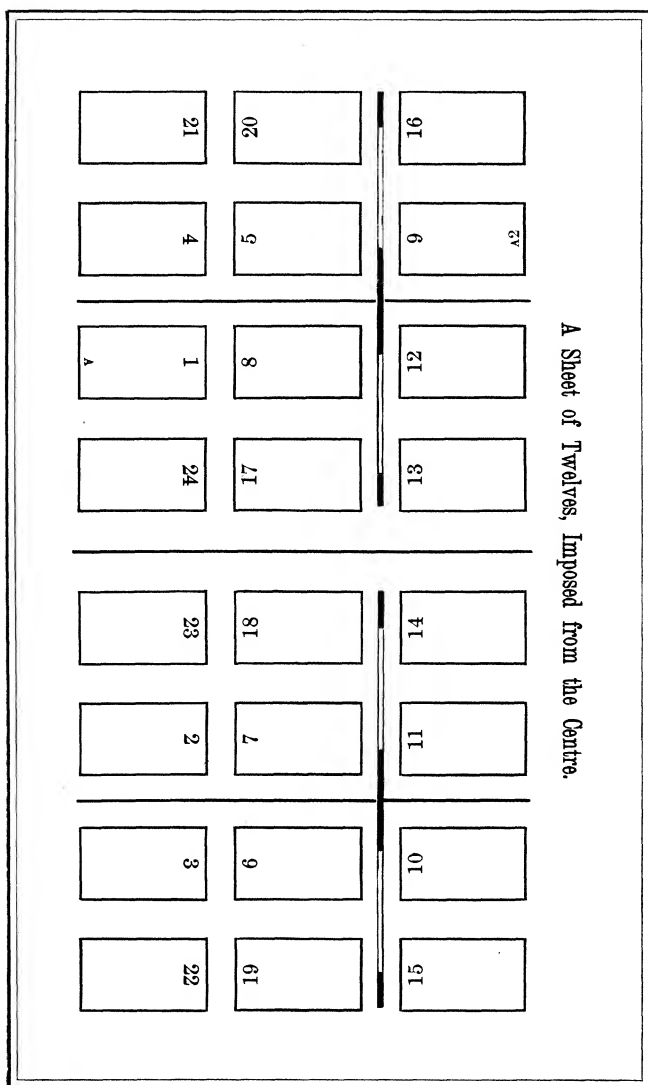 A Sheet of Twelves, Imposed from the Centre.
A2
16 9 12 13 14 11 10 15
20 5 8 17 18 7 6 19
21 4 1 24 23 2 3 22
A